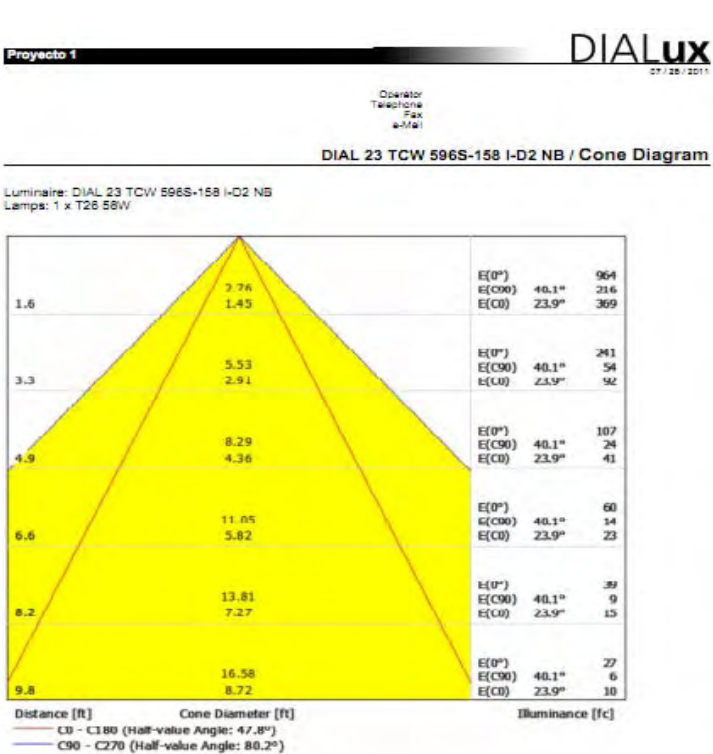 DIALux
Proyecto 1
07 / 28 / 2011
Operator
Telephone
Fax
e-Mail
DIAL 23 TCW 596S-158 I-D2 NB / Cone Diagram
Luminaire: DIAL 23 TCW 596S-158 I-D2 NB
Lamps: 1 x T26 58W
E(0°) 964
2.76 E(C90) 40.1° 216
1.6 1.45 E(C0) 23.9° 369
E(0°) 241
5.53 E(C90) 40.1° 54
3.3 2.91 E(C0) 23.9° 92
E(0°) 107
8.29 E(C90) 40.1° 24
4.9 4.36 E(C0) 23.9° 41
E(0°) 60
11.05 E(C90) 40.1° 14
6.6 5.82 E(C0) 23.9° 23
E(0°) 39
13.81 E(C90) 40.1° 9
8.2 7.27 E(C0) 23.9° 15
E(0°) 27
16.58 E(C90) 40.1° 6
9.8 8.72 E(C0) 23.9° 10
Distance [ft] Cone Diameter [ft] Illuminance [fc]
C0 - C180 (Half-value Angle: 47.8°)
C90 - C270 (Half-value Angle: 80.2°)